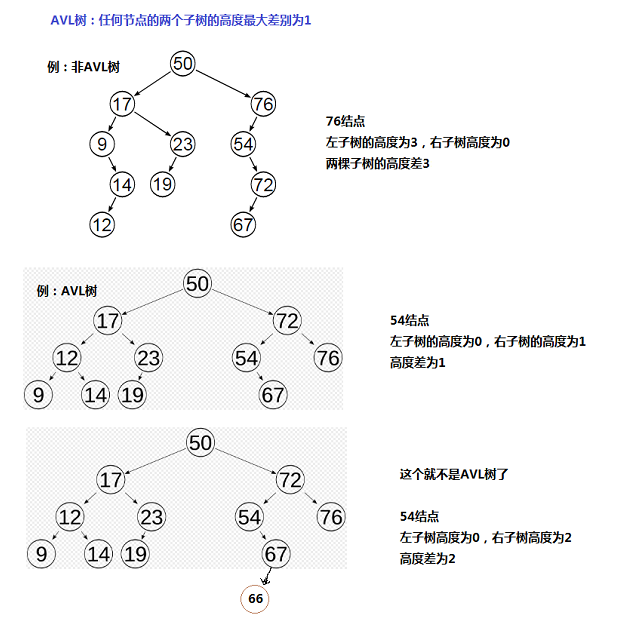 AVL树：任何节点的两个子树的高度最大差别为1
例：非AVL树
50
17 76
9 23 54
14 19 72
12 67
76结点
左子树的高度为3，右子树高度为0
两棵子树的高度差3
例：AVL树
50
17 72
12 23 54 76
9 14 19 67
54结点
左子树的高度为0，右子树的高度为1
高度差为1
50
17 72
12 23 54 76
9 14 19 67
66
这个就不是AVL树了
54结点
左子树高度为0，右子树高度为2
高度差为2